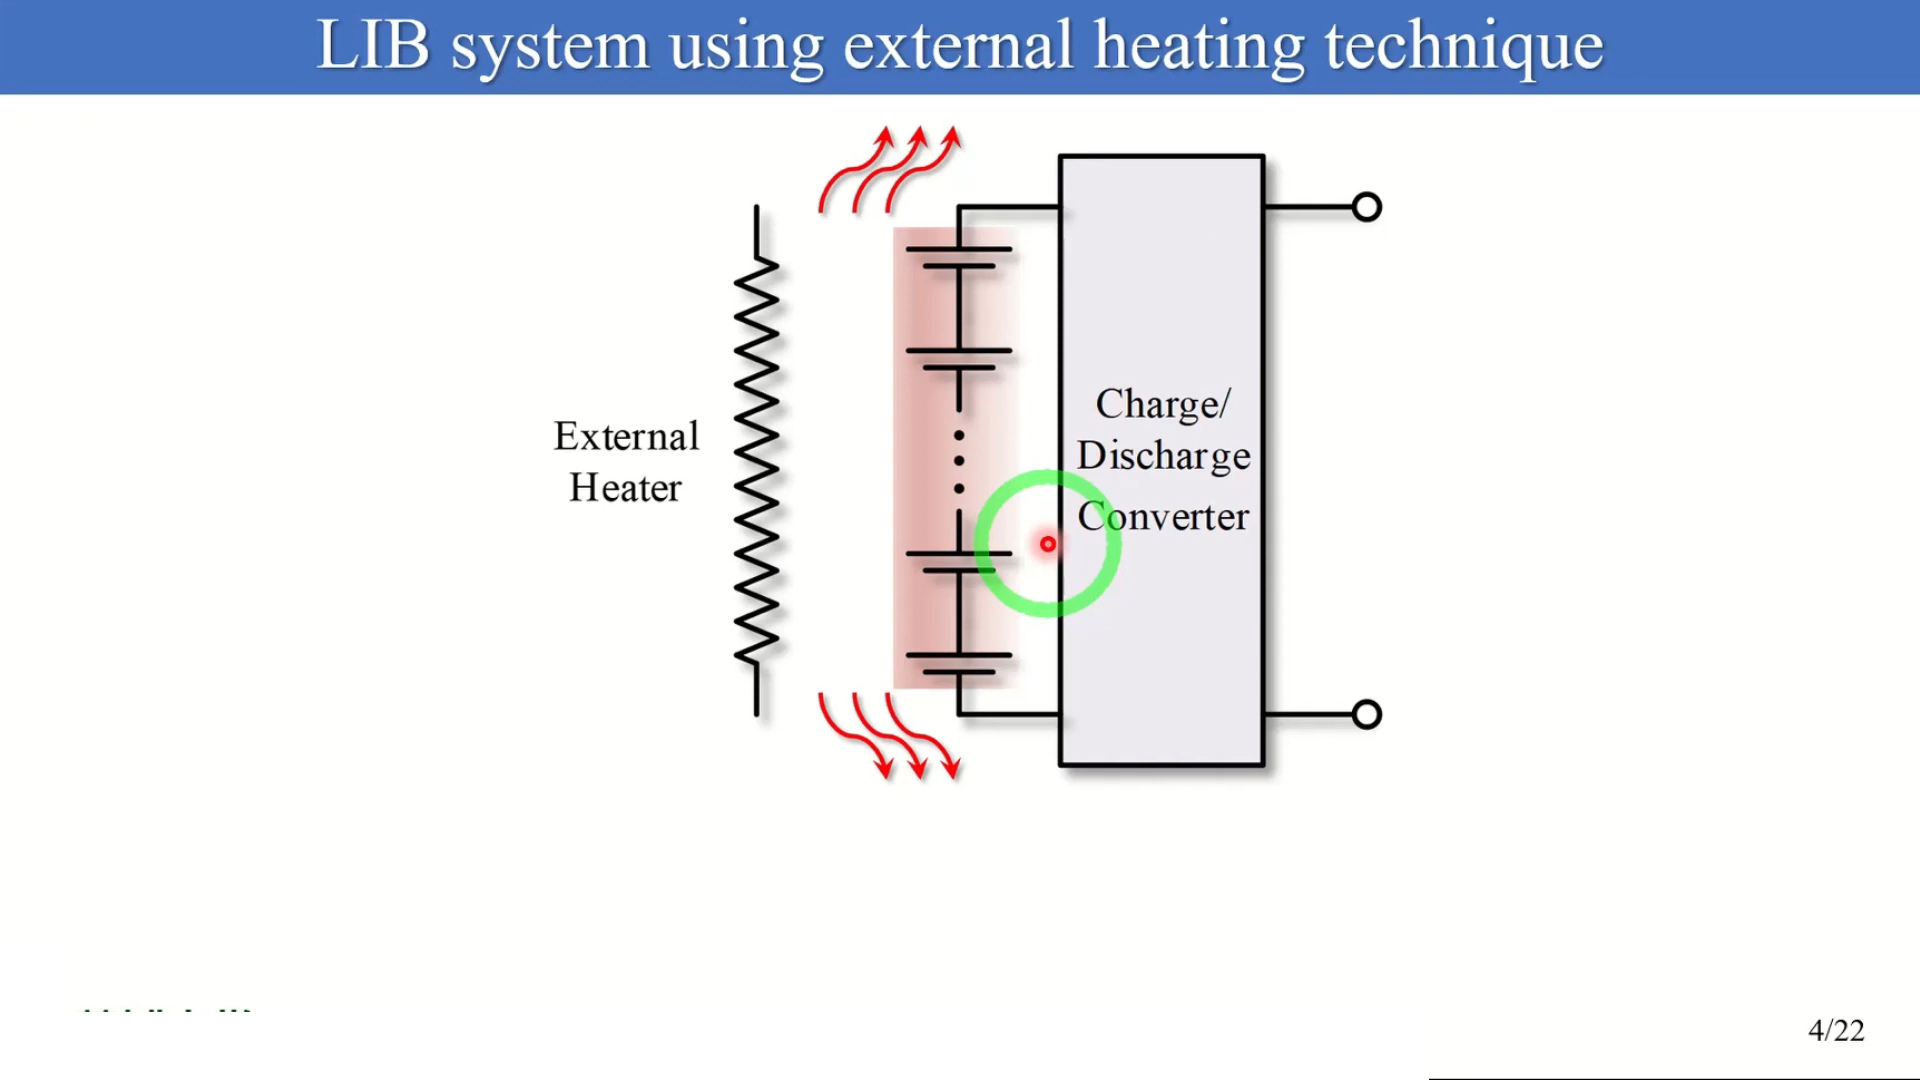 LIB system using external heating technique
External
Heater
Charge/
Discharge
Converter
4/22